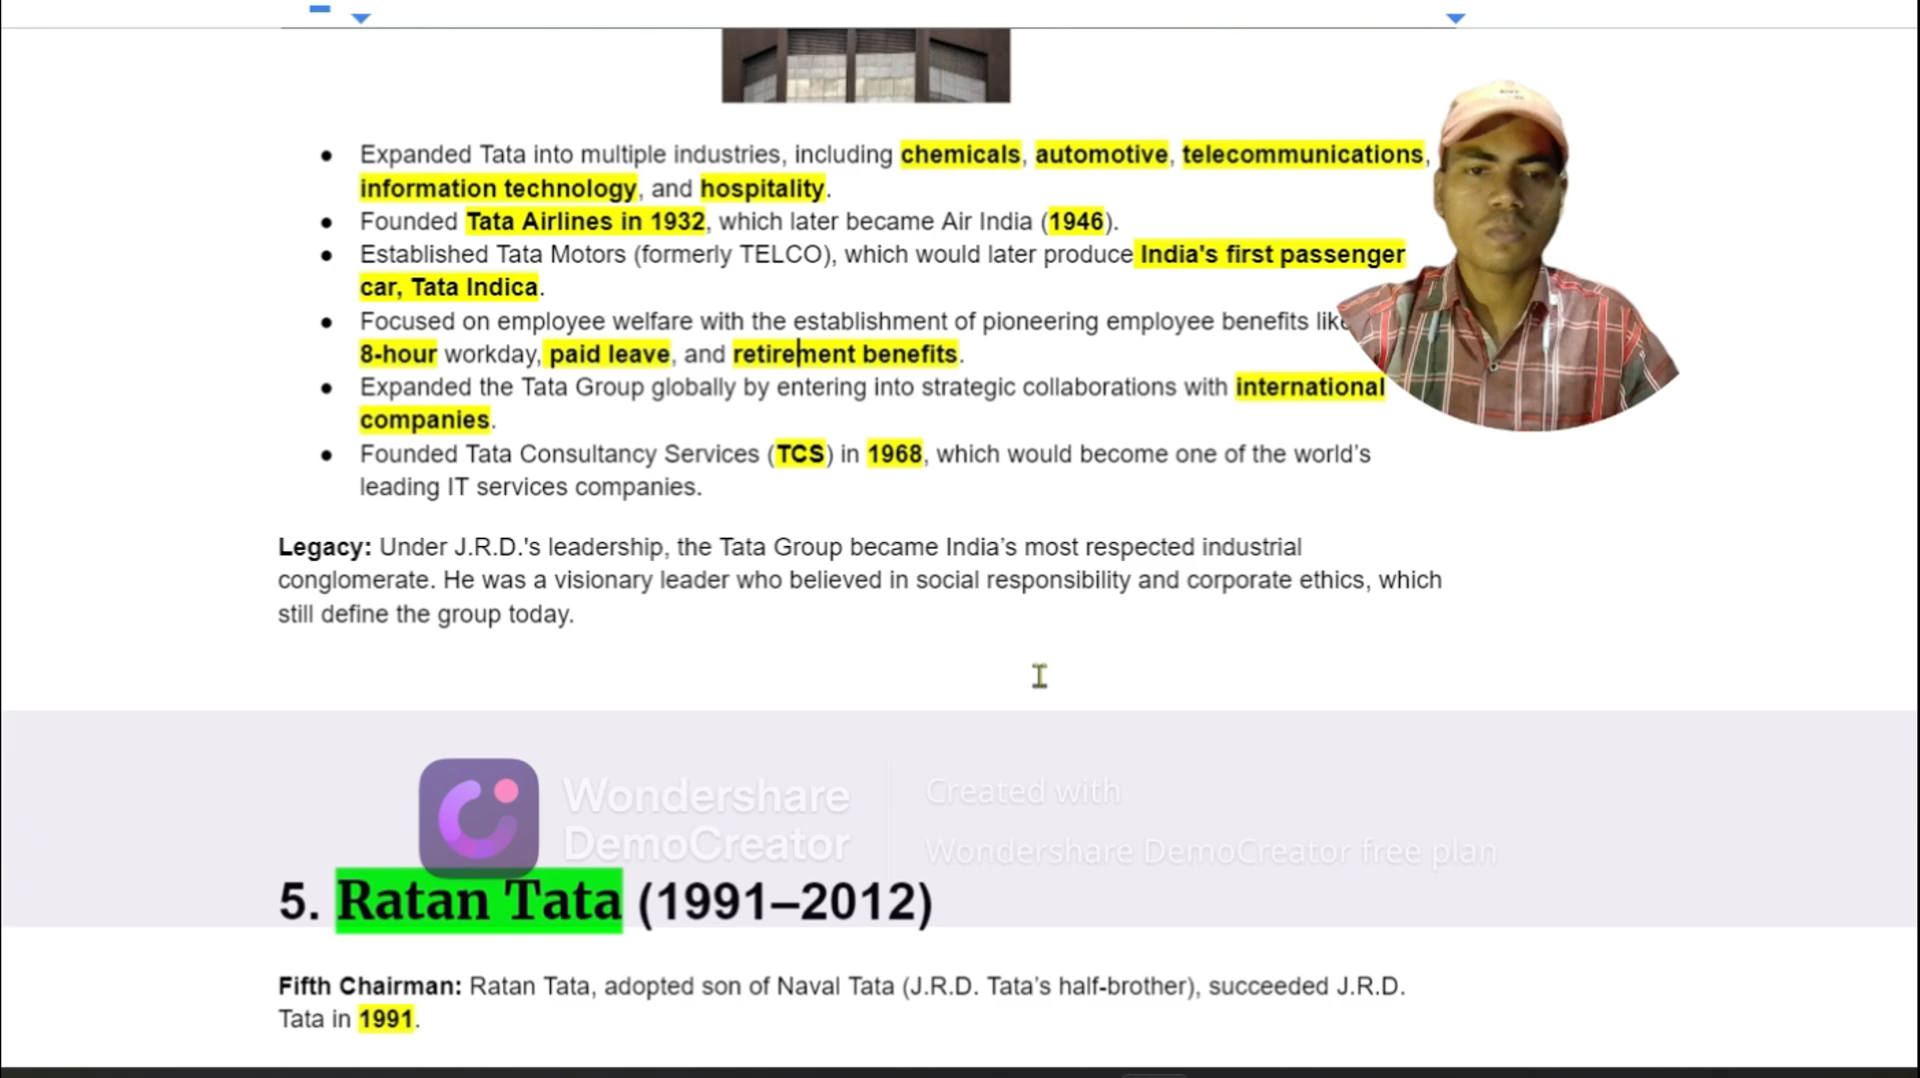 ● Expanded Tata into multiple industries, including chemicals, automotive, telecommunications,
information technology, and hospitality.
● Founded Tata Airlines in 1932, which later became Air India (1946).
● Established Tata Motors (formerly TELCO), which would later produce India's first passenger
car, Tata Indica.
● Focused on employee welfare with the establishment of pioneering employee benefits like
8-hour workday, paid leave, and retirement benefits.
● Expanded the Tata Group globally by entering into strategic collaborations with international
companies.
● Founded Tata Consultancy Services (TCS) in 1968, which would become one of the world's
leading IT services companies.
Legacy: Under J.R.D.'s leadership, the Tata Group became India's most respected industrial
conglomerate. He was a visionary leader who believed in social responsibility and corporate ethics, which
still define the group today.
Wondershare
DemoCreator
Created with
Wondershare DemoCreator free plan
5. Ratan Tata (1991–2012)
Fifth Chairman: Ratan Tata, adopted son of Naval Tata (J.R.D. Tata's half-brother), succeeded J.R.D.
Tata in 1991.